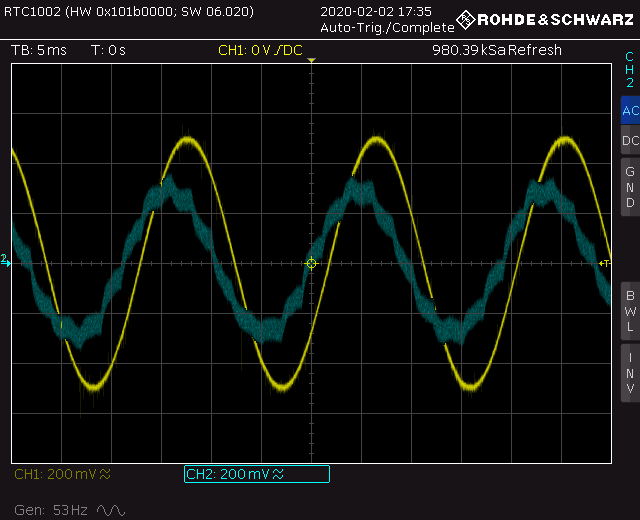 RTC1002 (HW 0x101b0000; SW 06.020)
2020-02-02 17:35
Auto-Trig./Complete
ROHDE&SCHWARZ
TB: 5 ms T: 0 s CH1: 0 V / DC 980.39 kSa Refresh
CH2
AC
DC
GND
2
T
BWL
INV
CH1: 200 mV
CH2: 200 mV
Gen: 53 Hz